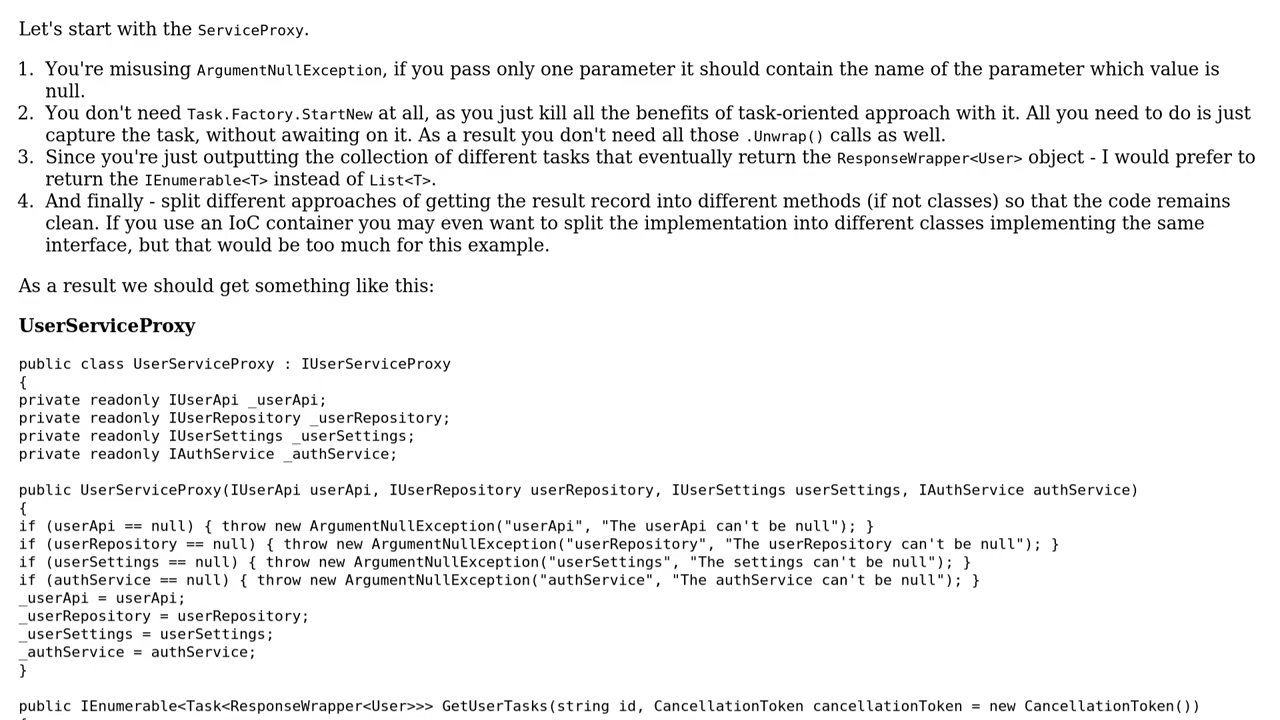 Let's start with the ServiceProxy.
1. You're misusing ArgumentNullException, if you pass only one parameter it should contain the name of the parameter which value is
null.
2. You don't need Task.Factory.StartNew at all, as you just kill all the benefits of task-oriented approach with it. All you need to do is just
capture the task, without awaiting on it. As a result you don't need all those .Unwrap() calls as well.
3. Since you're just outputting the collection of different tasks that eventually return the ResponseWrapper<User> object - I would prefer to
return the IEnumerable<T> instead of List<T>.
4. And finally - split different approaches of getting the result record into different methods (if not classes) so that the code remains
clean. If you use an IoC container you may even want to split the implementation into different classes implementing the same
interface, but that would be too much for this example.
As a result we should get something like this:
UserServiceProxy
public class UserServiceProxy : IUserServiceProxy
{
private readonly IUserApi _userApi;
private readonly IUserRepository _userRepository;
private readonly IUserSettings _userSettings;
private readonly IAuthService _authService;
public UserServiceProxy(IUserApi userApi, IUserRepository userRepository, IUserSettings userSettings, IAuthService authService)
{
if (userApi == null) { throw new ArgumentNullException("userApi", "The userApi can't be null"); }
if (userRepository == null) { throw new ArgumentNullException("userRepository", "The userRepository can't be null"); }
if (userSettings == null) { throw new ArgumentNullException("userSettings", "The settings can't be null"); }
if (authService == null) { throw new ArgumentNullException("authService", "The authService can't be null"); }
_userApi = userApi;
_userRepository = userRepository;
_userSettings = userSettings;
_authService = authService;
}
public IEnumerable<Task<ResponseWrapper<User>>> GetUserTasks(string id, CancellationToken cancellationToken = new CancellationToken())